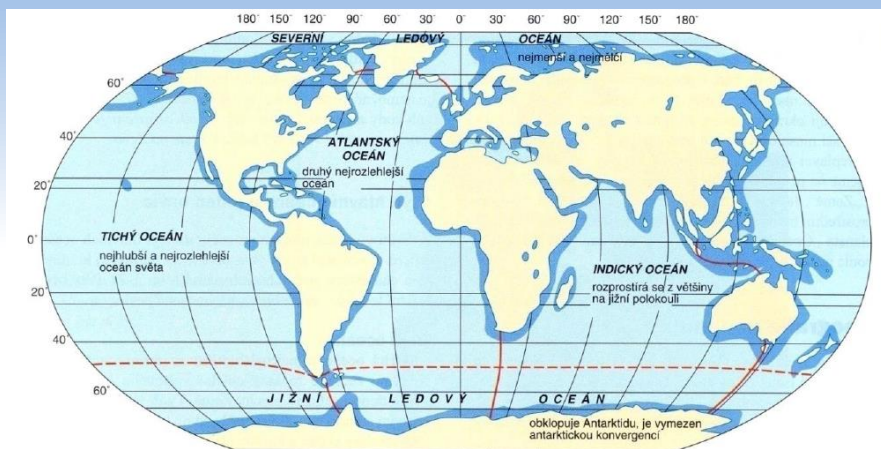 180° 150° 120° 90° 60° 30° 0° 30° 60° 90° 120° 150° 180°
SEVERNÍ LEDOVÝ OCEÁN
nejmenší a nejmělčí
60°
40°
ATLANTSKÝ
OCEÁN
druhý nejrozlehlejší
oceán
20°
TICHÝ OCEÁN
0°
nejhlubší a nejrozlehlejší
oceán světa
INDICKÝ OCEÁN
rozprostírá se z většiny
na jižní polokouli
20°
40°
60°
JIŽNÍ LEDOVÝ OCEÁN
obklopuje Antarktidu, je vymezen
antarktickou konvergencí